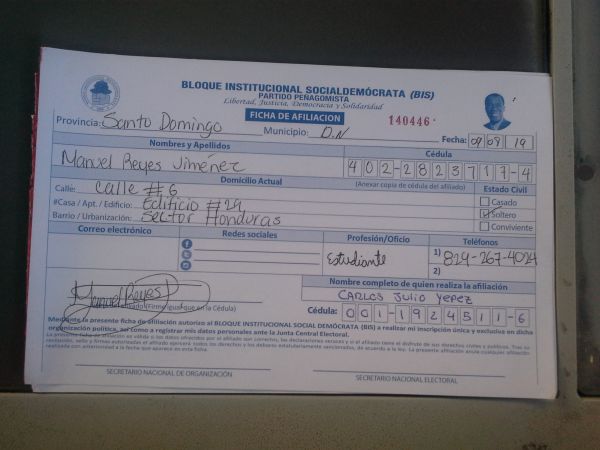 BLOQUE INSTITUCIONAL SOCIALDEMÓCRATA (BIS)
PARTIDO PEÑAGOMISTA
Libertad, Justicia, Democracia y Solidaridad
FICHA DE AFILIACION
140446
Provincia: Santo Domingo Municipio: D.N Fecha: 09 09 19
Nombres y Apellidos Cédula
Manuel Reyes Jiménez 402-2823717-4
Domicilio Actual (Anexar copia de cédula del afiliado) Estado Civil
Calle: Calle #6 Casado
#Casa / Apt. / Edificio: Edificio #29 Soltero
Barrio / Urbanización: Sector Honduras Conviviente
Correo electrónico Redes sociales Profesión/Oficio Teléfonos
Estudiante 1) 829-267-4024
2)
Nombre completo de quien realiza la afiliación
CARLOS JULIO YEPEZ
Manuel Reyes
(Firme igual que en la Cédula)
Cédula: 001-1924511-6
Mediante la presente ficha de afiliación autorizo al BLOQUE INSTITUCIONAL SOCIAL DEMÓCRATA (BIS) a realizar mi inscripción única y exclusiva en dicha
organización política, así como a registrar mis datos personales ante la Junta Central Electoral.
SECRETARIO NACIONAL DE ORGANIZACIÓN SECRETARIO NACIONAL ELECTORAL